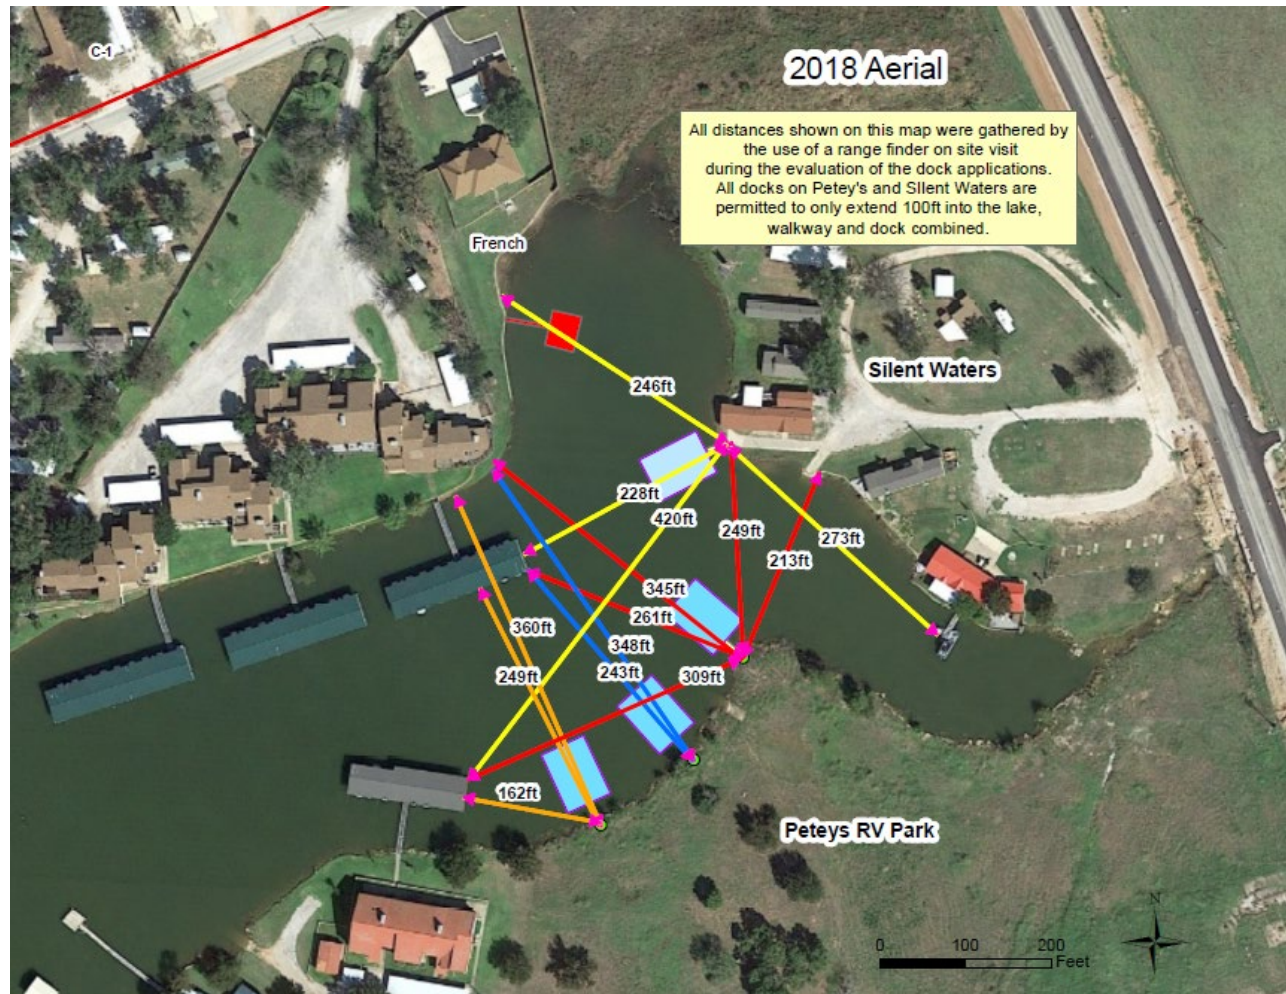 C-1
2018 Aerial
All distances shown on this map were gathered by
the use of a range finder on site visit
during the evaluation of the dock applications.
All docks on Petey's and SIlent Waters are
permitted to only extend 100ft into the lake,
walkway and dock combined.
French
Silent Waters
246ft
228ft
420ft
249ft
213ft
273ft
345ft
261ft
360ft
348ft
243ft
249ft
309ft
162ft
Peteys RV Park
N
0 100 200
Feet